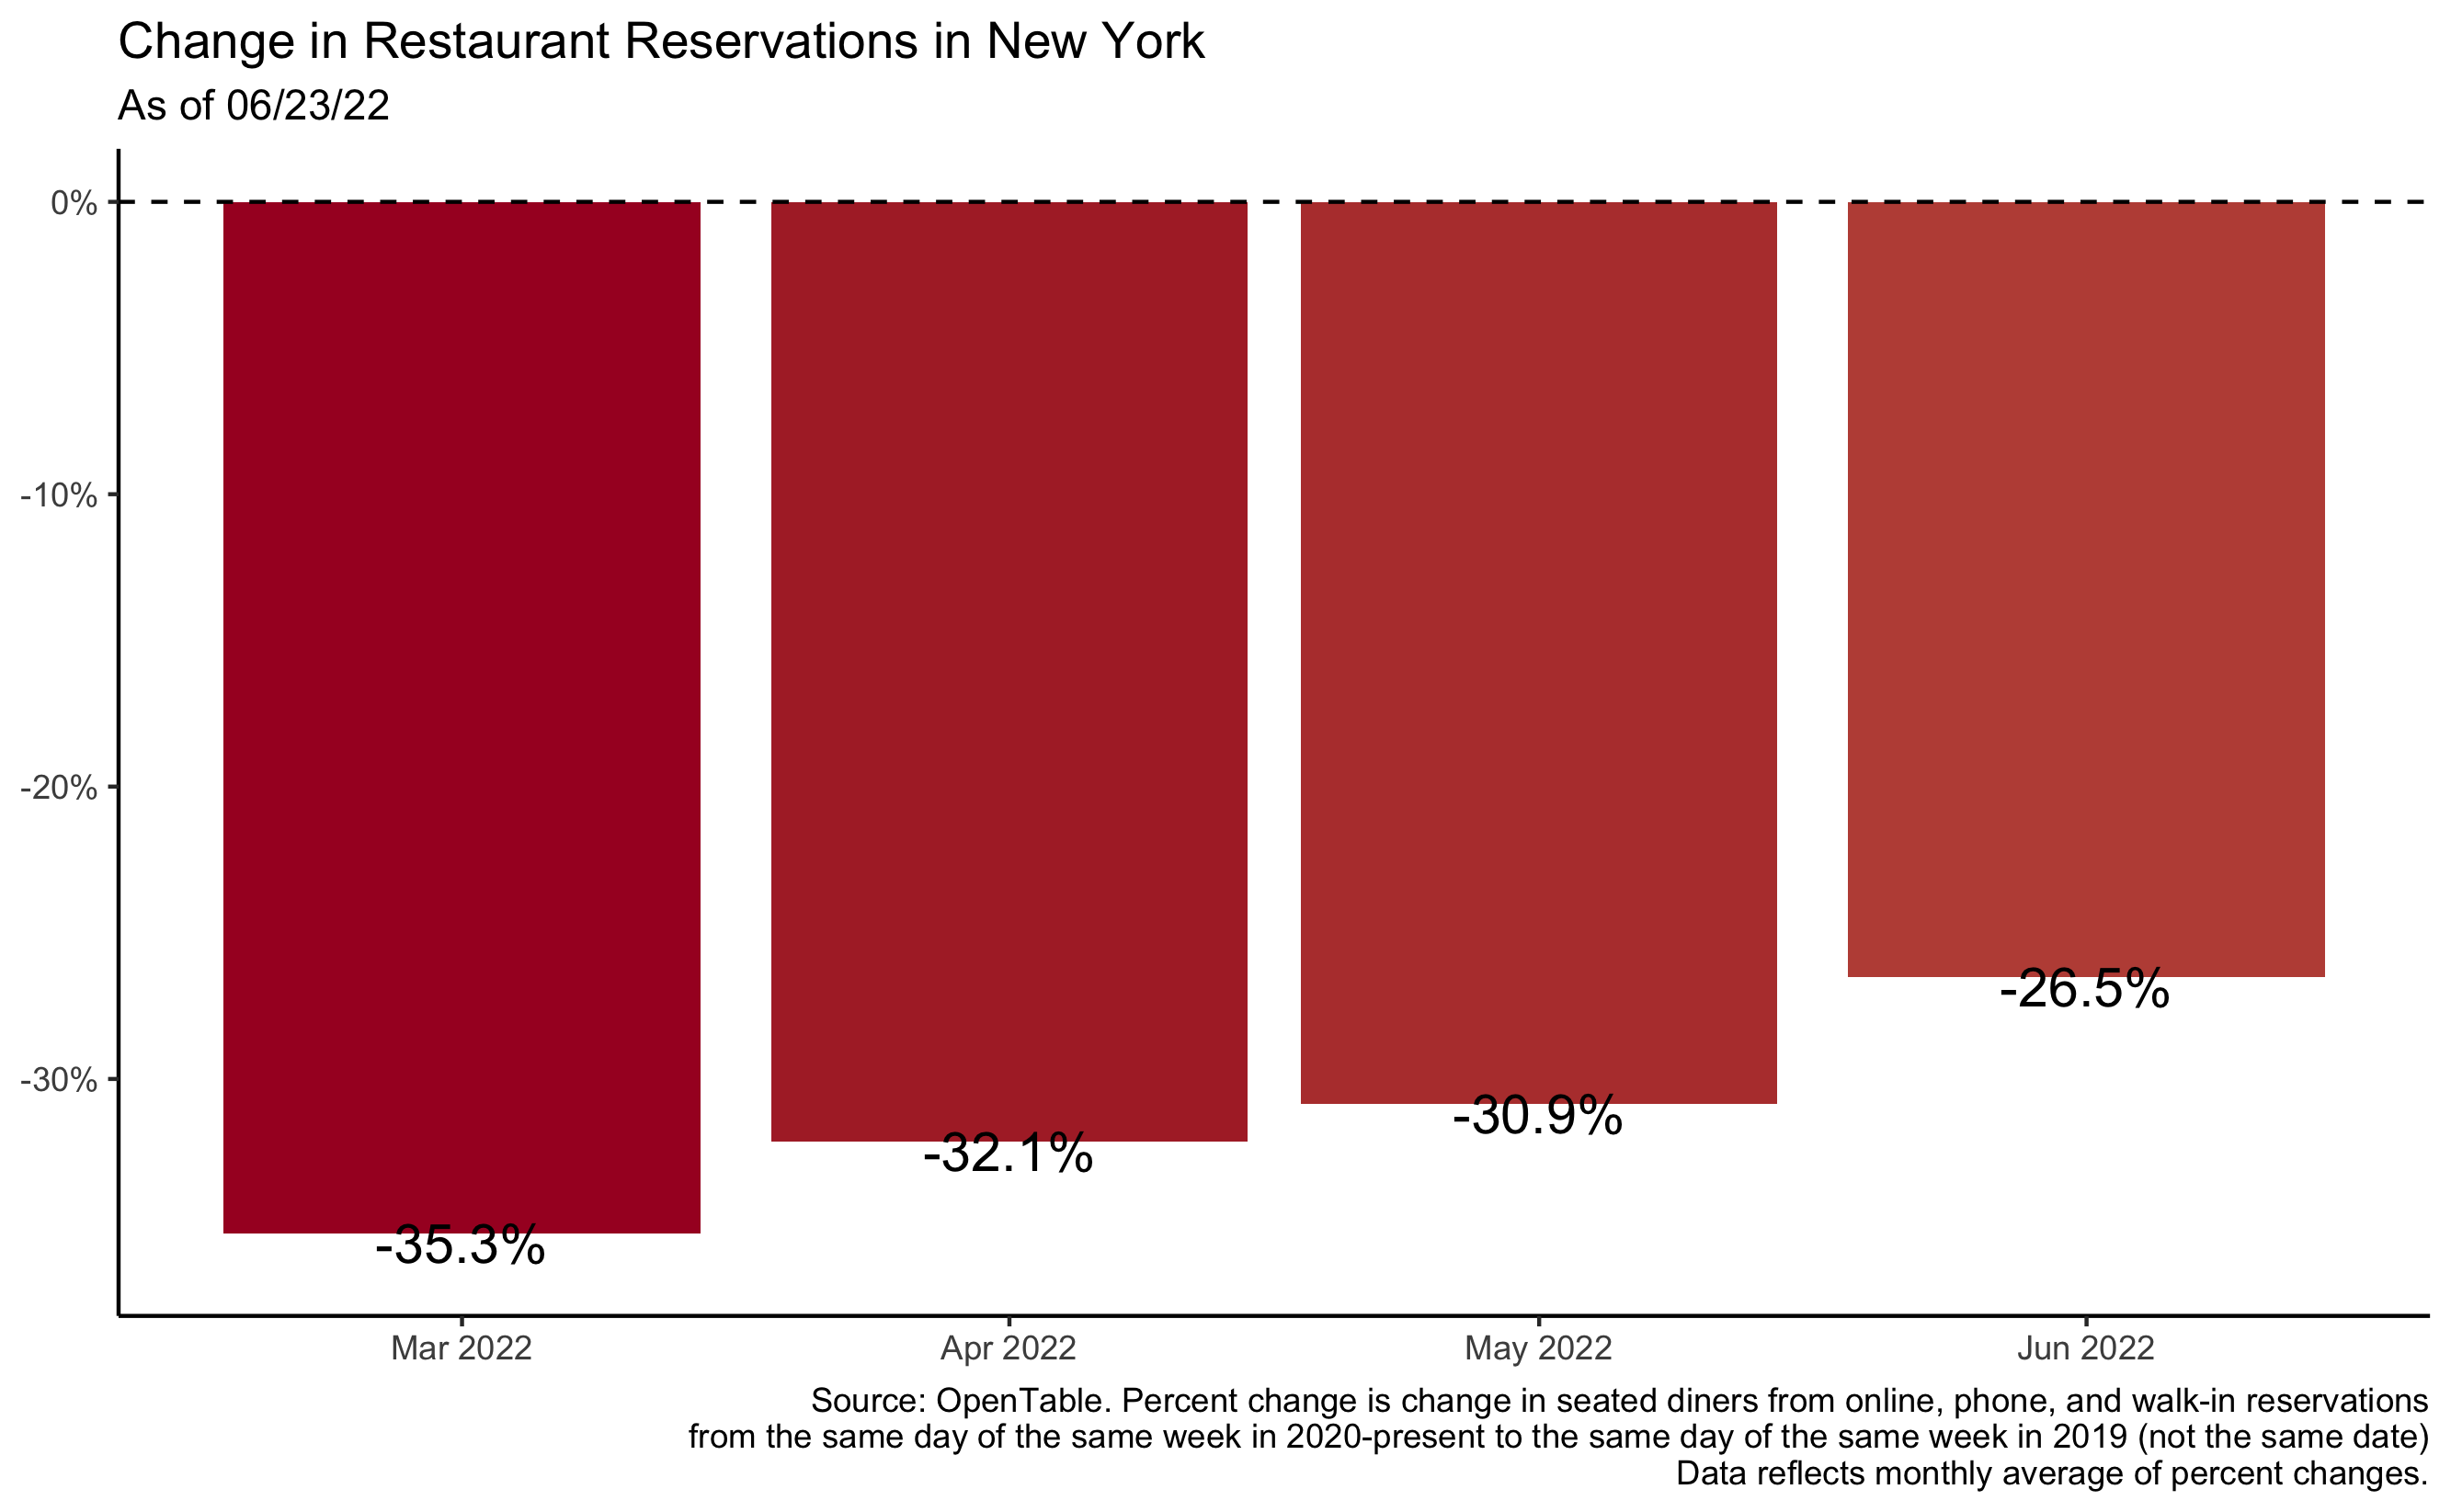 Change in Restaurant Reservations in New York
As of 06/23/22
0%
-10%
-20%
-30%
-35.3%
-32.1%
-30.9%
-26.5%
Mar 2022
Apr 2022
May 2022
Jun 2022
Source: OpenTable. Percent change is change in seated diners from online, phone, and walk-in reservations
from the same day of the same week in 2020-present to the same day of the same week in 2019 (not the same date)
Data reflects monthly average of percent changes.